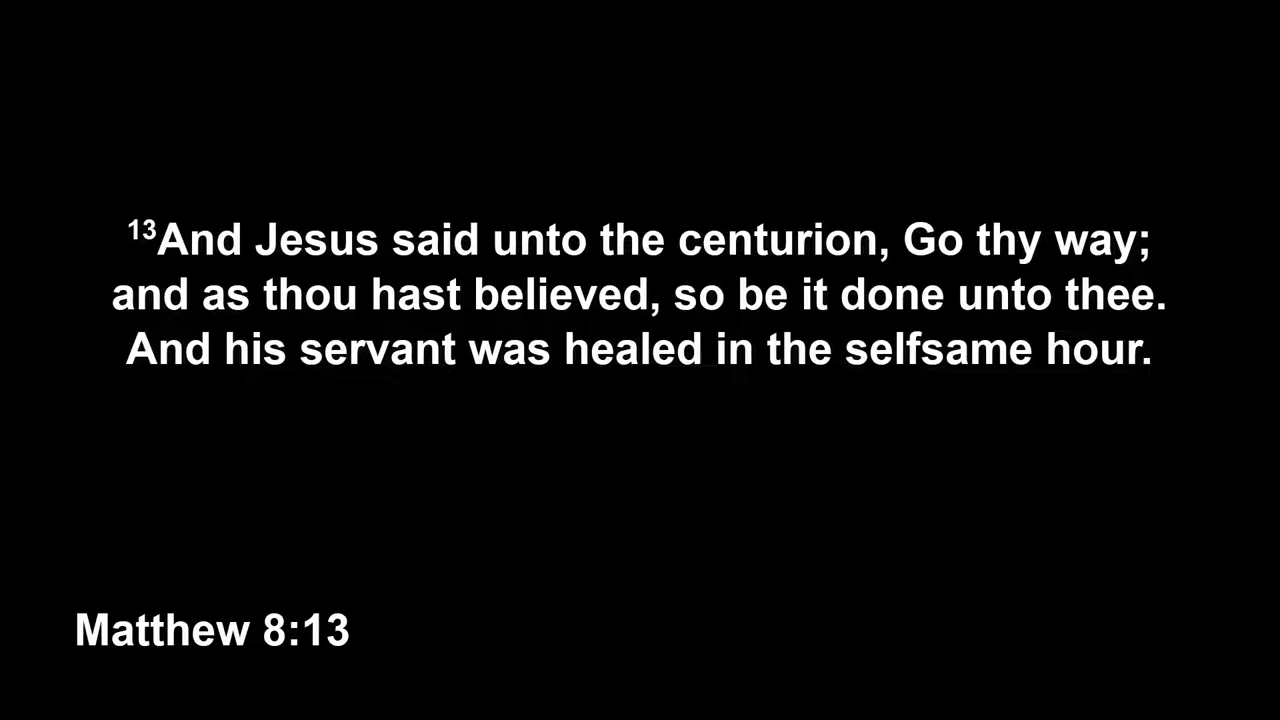 13And Jesus said unto the centurion, Go thy way;
and as thou hast believed, so be it done unto thee.
And his servant was healed in the selfsame hour.
Matthew 8:13